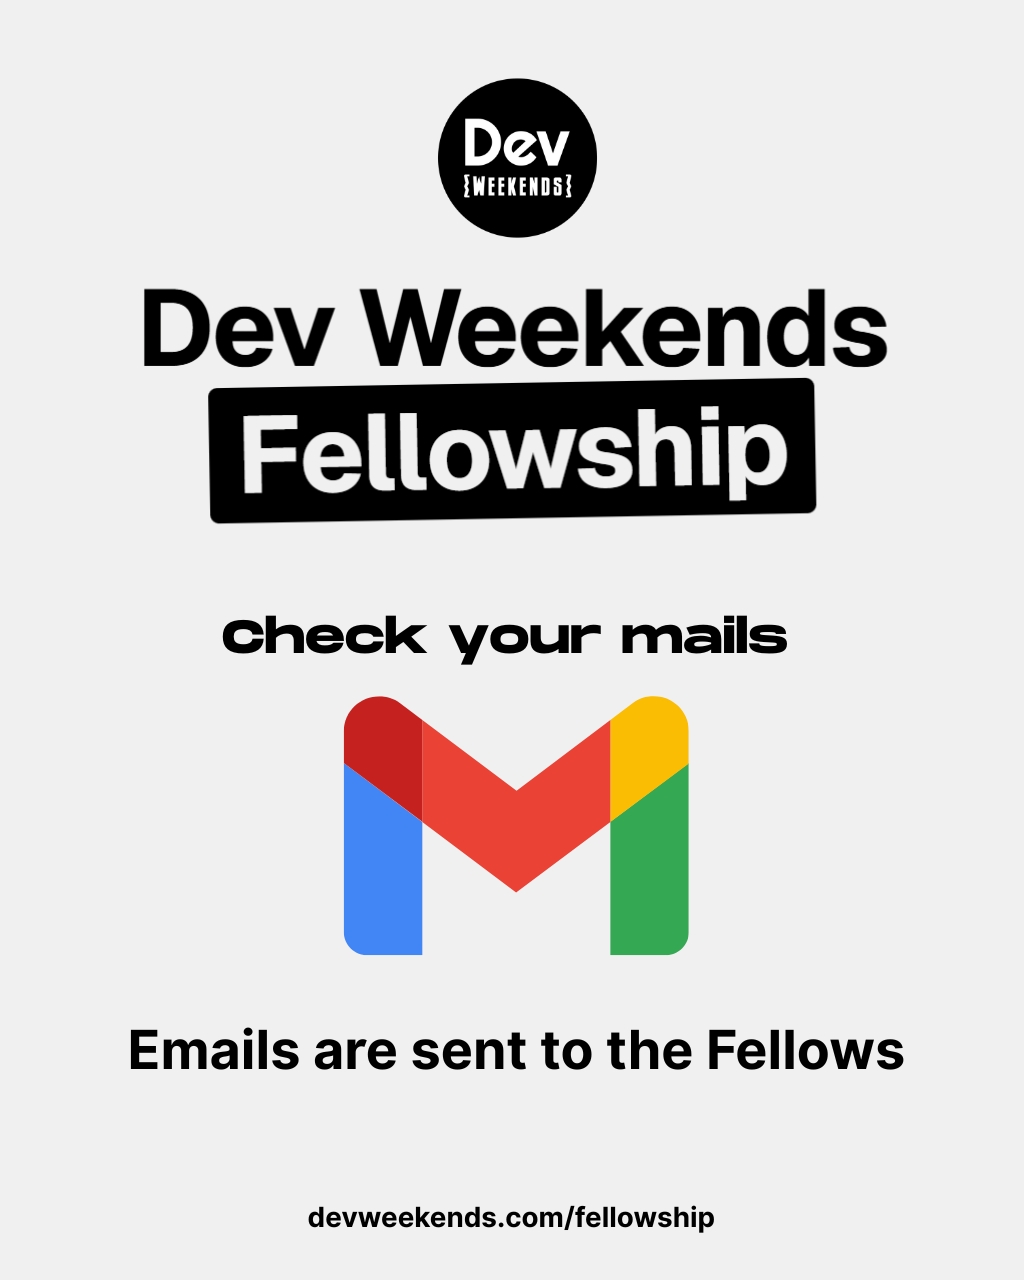 Dev
{WEEKENDS}
Dev Weekends
Fellowship
Check your mails
Emails are sent to the Fellows
devweekends.com/fellowship